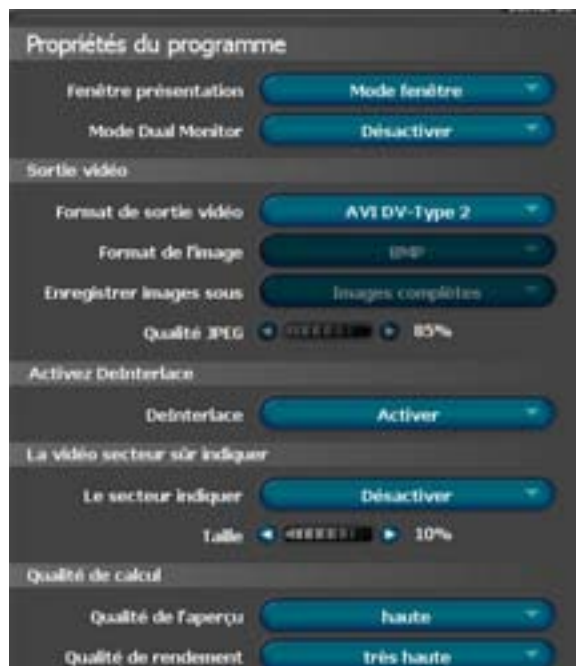 Propriétés du programme
Fenêtre présentation Mode fenêtre
Mode Dual Monitor Désactiver
Sortie vidéo
Format de sortie vidéo AVI DV-Type 2
Format de l'image BMP
Enregistrer images sous Images complètes
Qualité JPEG 85%
Activez DeInterlace
DeInterlace Activer
La vidéo secteur sûr indiquer
Le secteur indiquer Désactiver
Taille 10%
Qualité de calcul
Qualité de l'aperçu haute
Qualité de rendement très haute